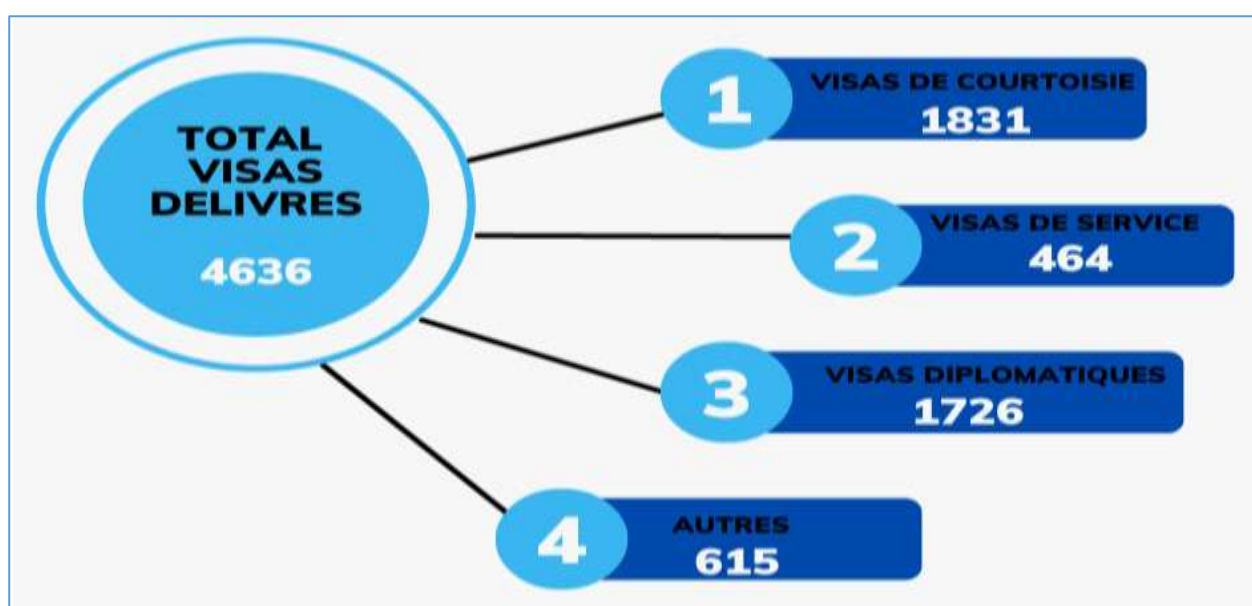 TOTAL
VISAS
DELIVRES
4636
1
VISAS DE COURTOISIE
1831
2
VISAS DE SERVICE
464
3
VISAS DIPLOMATIQUES
1726
4
AUTRES
615